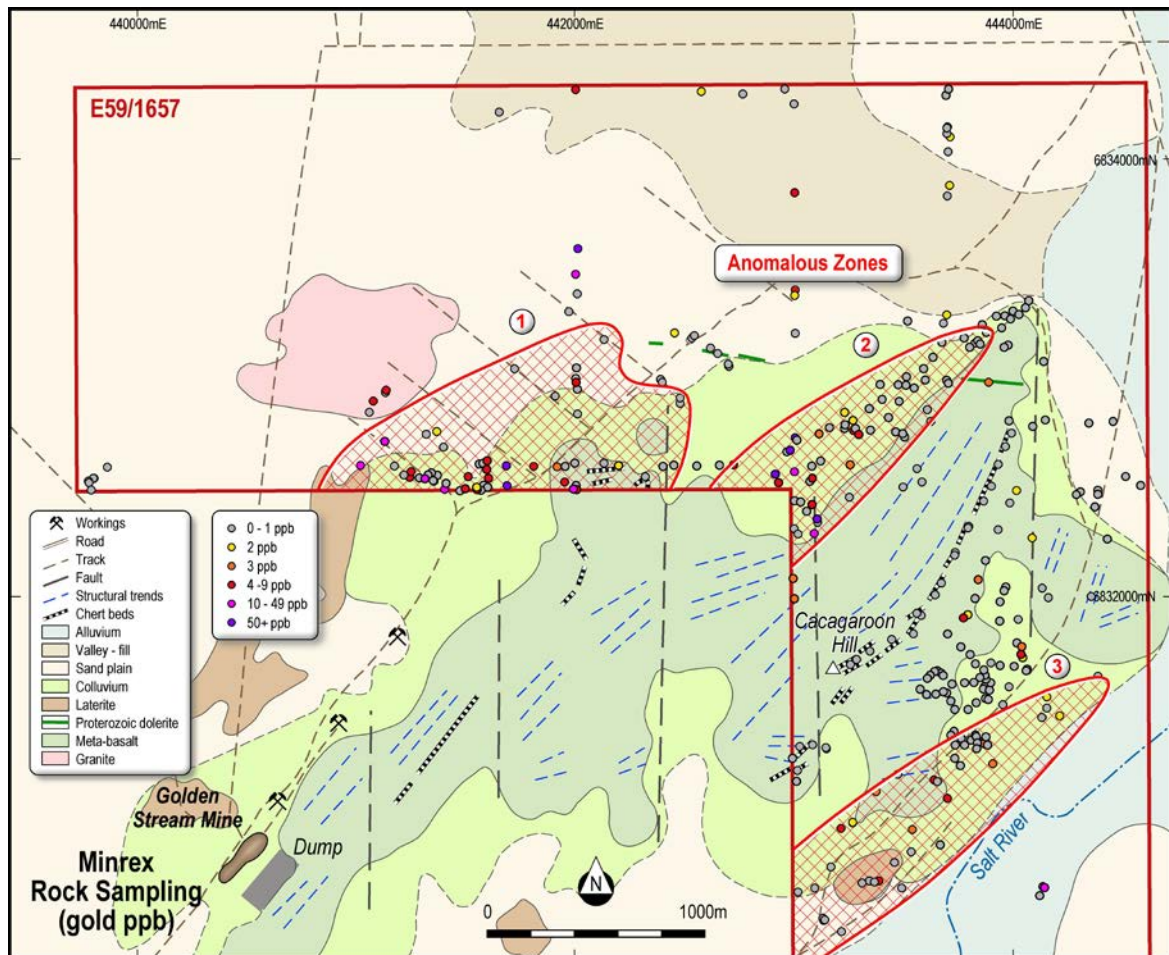 440000mE
442000mE
444000mE
E59/1657
6834000mN
Anomalous Zones
1
2
Workings
Road
Track
Fault
Structural trends
Chert beds
Alluvium
Valley - fill
Sand plain
Colluvium
Laterite
Proterozoic dolerite
Meta-basalt
Granite
0 - 1 ppb
2 ppb
3 ppb
4 -9 ppb
10 - 49 ppb
50+ ppb
6832000mN
Cacagaroon
Hill
3
Golden
Stream Mine
Dump
Salt River
Minrex
Rock Sampling
(gold ppb)
N
0
1000m